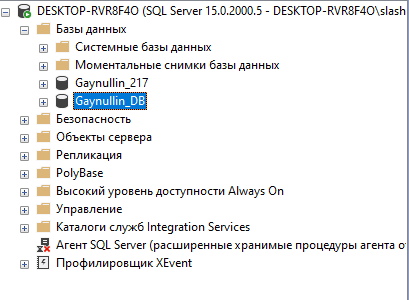 DESKTOP-RVR8F4O (SQL Server 15.0.2000.5 - DESKTOP-RVR8F4O\slash
Базы данных
Системные базы данных
Моментальные снимки базы данных
Gaynullin_217
Gaynullin_DB
Безопасность
Объекты сервера
Репликация
PolyBase
Высокий уровень доступности Always On
Управление
Каталоги служб Integration Services
Агент SQL Server (расширенные хранимые процедуры агента о
Профилировщик XEvent